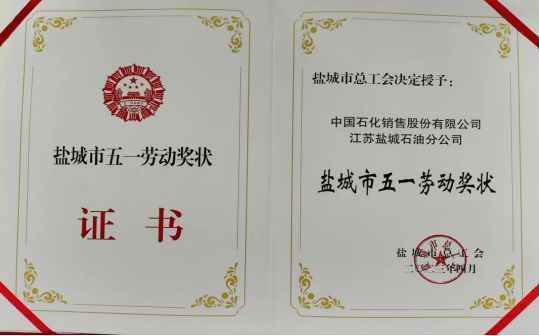 盐城市五一劳动奖状
证书
盐城市总工会决定授予：
中国石化销售股份有限公司
江苏盐城石油分公司
盐城市五一劳动奖状
盐城市总工会